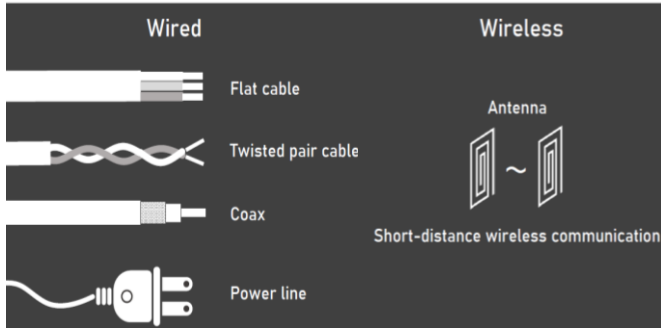 Wired
Flat cable
Twisted pair cable
Coax
Power line
Wireless
Antenna
~
Short-distance wireless communication